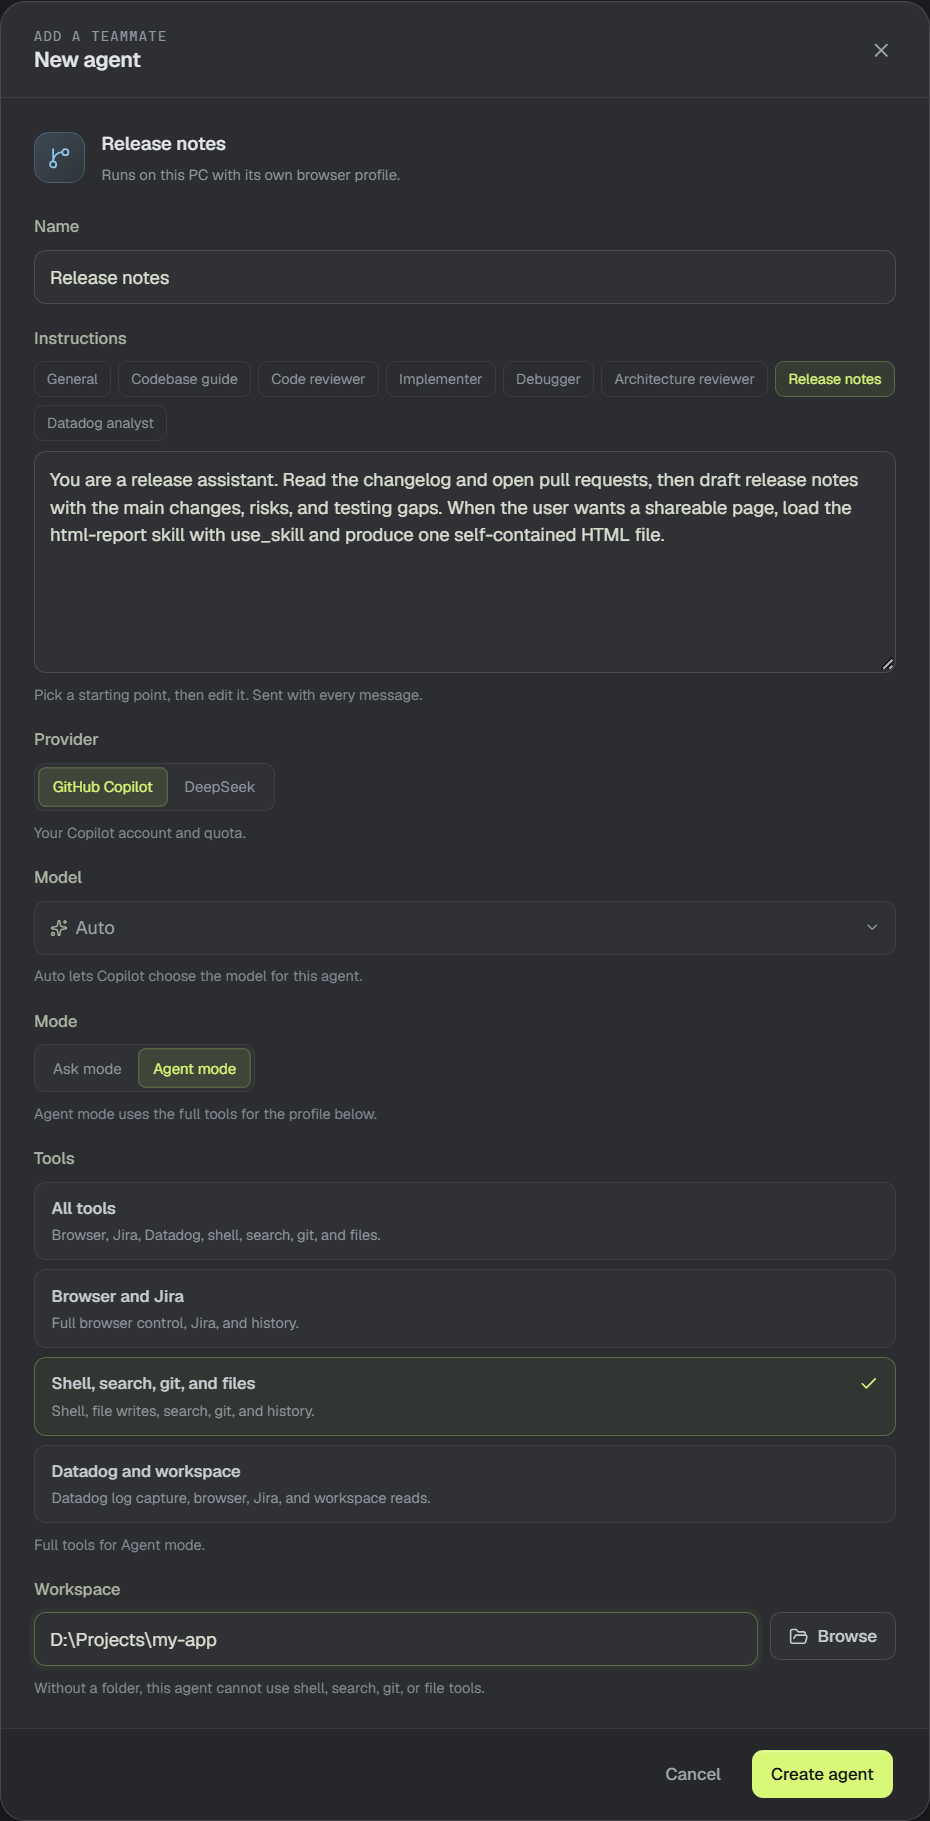 ADD A TEAMMATE
New agent
Release notes
Runs on this PC with its own browser profile.
Name
Release notes
Instructions
General
Codebase guide
Code reviewer
Implementer
Debugger
Architecture reviewer
Release notes
Datadog analyst
You are a release assistant. Read the changelog and open pull requests, then draft release notes
with the main changes, risks, and testing gaps. When the user wants a shareable page, load the
html-report skill with use_skill and produce one self-contained HTML file.
Pick a starting point, then edit it. Sent with every message.
Provider
GitHub Copilot
DeepSeek
Your Copilot account and quota.
Model
Auto
Auto lets Copilot choose the model for this agent.
Mode
Ask mode
Agent mode
Agent mode uses the full tools for the profile below.
Tools
All tools
Browser, Jira, Datadog, shell, search, git, and files.
Browser and Jira
Full browser control, Jira, and history.
Shell, search, git, and files
Shell, file writes, search, git, and history.
Datadog and workspace
Datadog log capture, browser, Jira, and workspace reads.
Full tools for Agent mode.
Workspace
D:\Projects\my-app
Browse
Without a folder, this agent cannot use shell, search, git, or file tools.
Cancel
Create agent